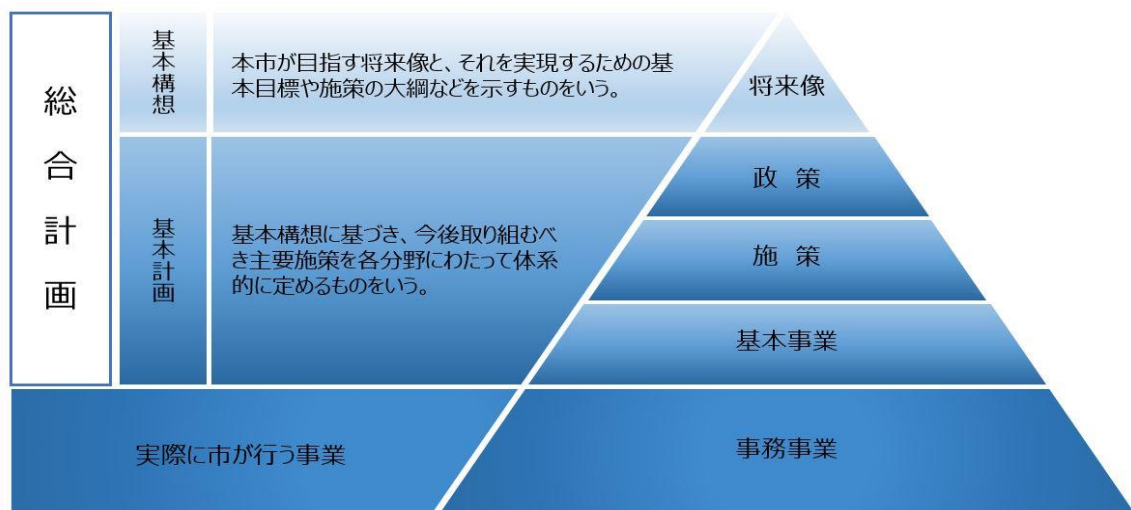 総合計画
基本構想
本市が目指す将来像と、それを実現するための基
本目標や施策の大綱などを示すものをいう。
将来像
基本計画
基本構想に基づき、今後取り組むべ
き主要施策を各分野にわたって体系
的に定めるものをいう。
政 策
施 策
基本事業
実際に市が行う事業
事務事業